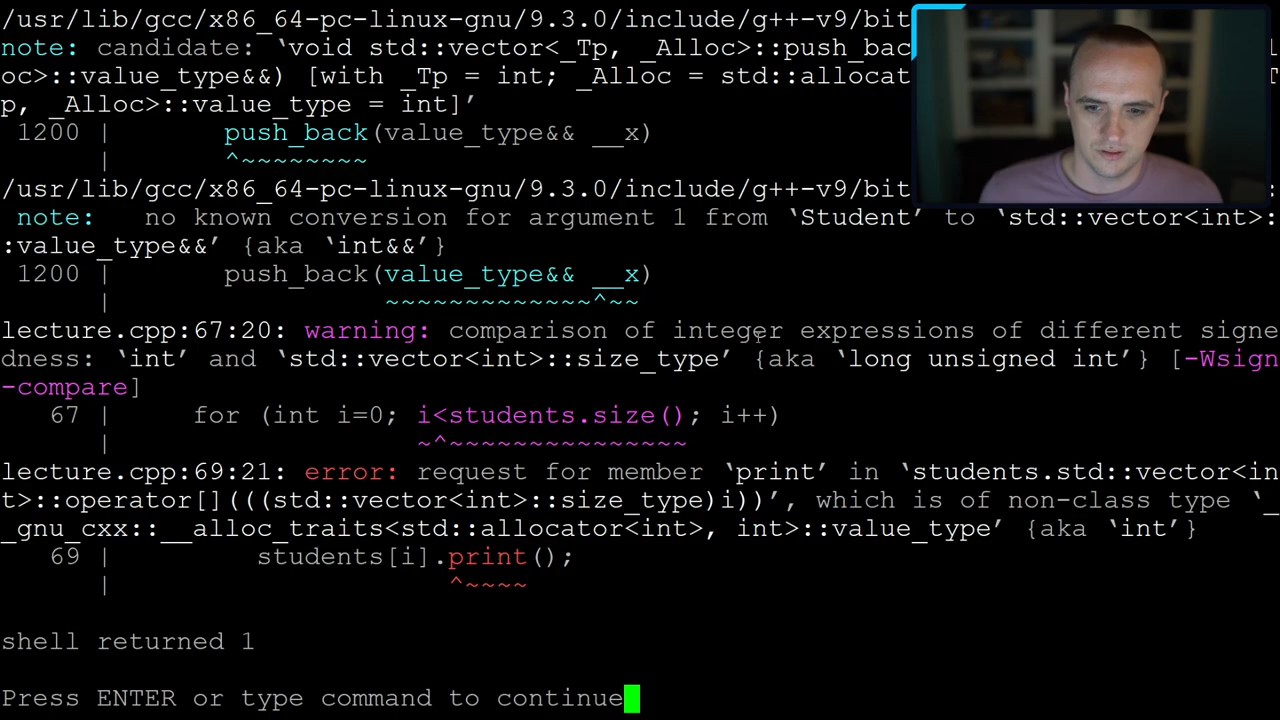 /usr/lib/gcc/x86_64-pc-linux-gnu/9.3.0/include/g++-v9/bit
note: candidate: ‘void std::vector<_Tp, _Alloc>::push_bac
oc>::value_type&&) [with _Tp = int; _Alloc = std::allocat
p, _Alloc>::value_type = int]’
1200 |       push_back(value_type&& __x)
|       ^~~~~~~~~
/usr/lib/gcc/x86_64-pc-linux-gnu/9.3.0/include/g++-v9/bit
note:   no known conversion for argument 1 from ‘Student’ to ‘std::vector<int>:
:value_type&&’ {aka ‘int&&’}
1200 |       push_back(value_type&& __x)
|                 ~~~~~~~~~~~~~^~~
lecture.cpp:67:20: warning: comparison of integer expressions of different signe
dness: ‘int’ and ‘std::vector<int>::size_type’ {aka ‘long unsigned int’} [-Wsign
-compare]
67 |     for (int i=0; i<students.size(); i++)
|                   ~^~~~~~~~~~~~~~~~
lecture.cpp:69:21: error: request for member ‘print’ in ‘students.std::vector<in
t>::operator[](((std::vector<int>::size_type)i))’, which is of non-class type ‘_
_gnu_cxx::__alloc_traits<std::allocator<int>, int>::value_type’ {aka ‘int’}
69 |         students[i].print();
|                     ^~~~~
shell returned 1
Press ENTER or type command to continue